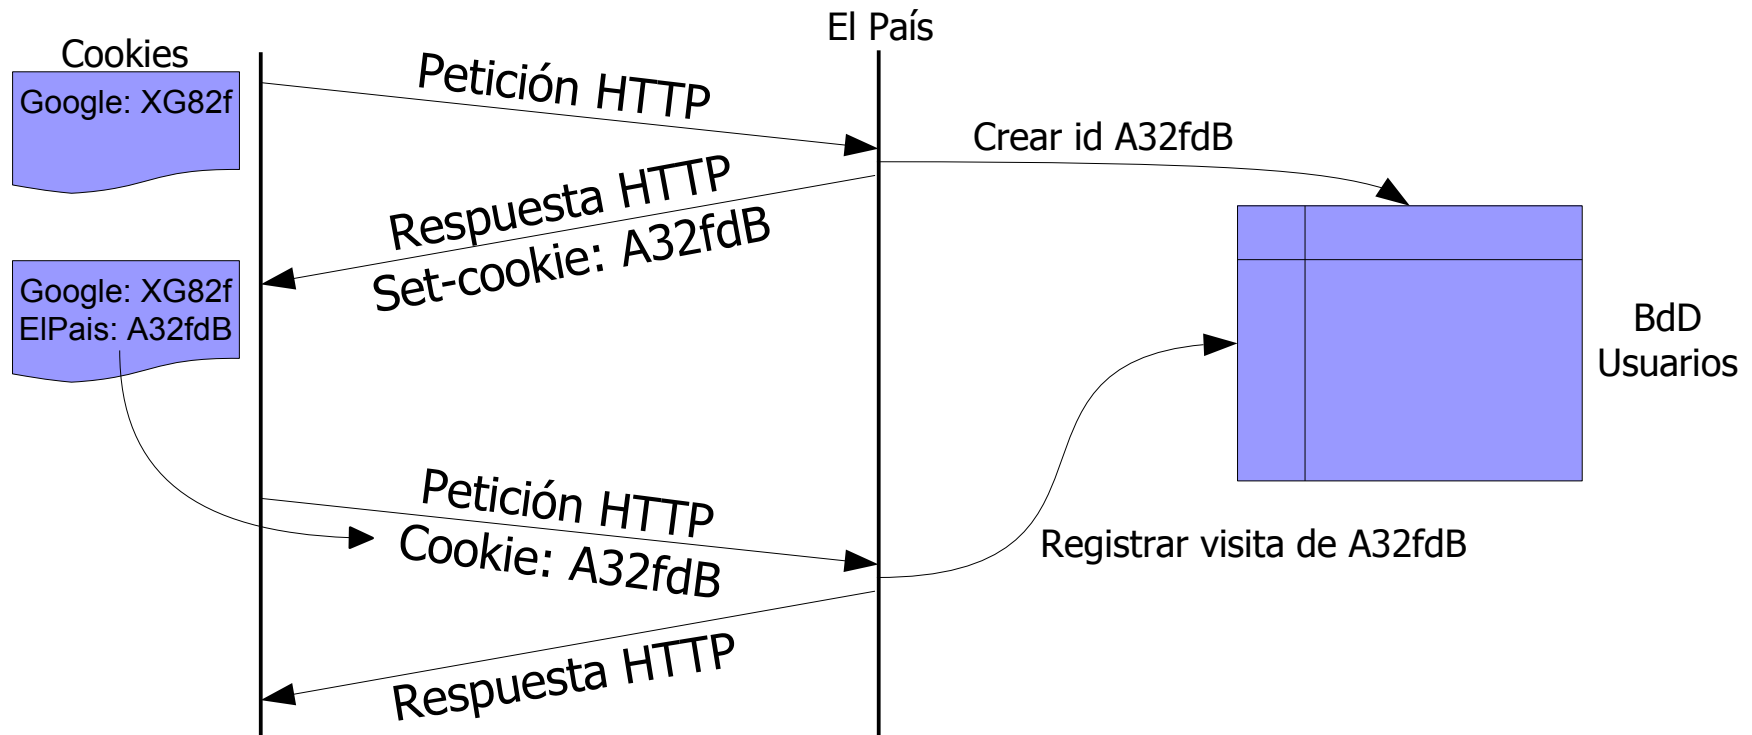 El País
Cookies
Google: XG82f
Petición HTTP
Crear id A32fdB
Respuesta HTTP
Set-cookie: A32fdB
Google: XG82f
ElPais: A32fdB
BdD
Usuarios
Petición HTTP
Cookie: A32fdB
Registrar visita de A32fdB
Respuesta HTTP